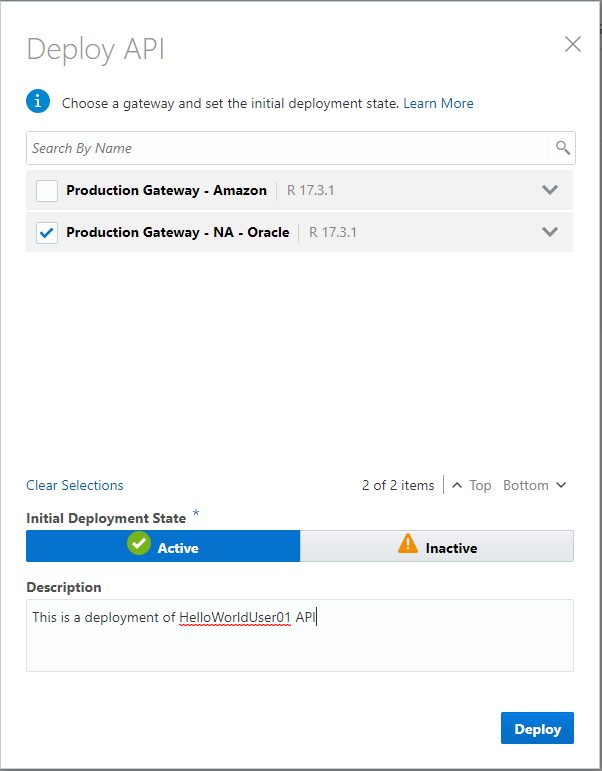 Deploy API
Choose a gateway and set the initial deployment state. Learn More
Search By Name
Production Gateway - Amazon R 17.3.1
Production Gateway - NA - Oracle R 17.3.1
Clear Selections 2 of 2 items Top Bottom
Initial Deployment State *
Active Inactive
Description
This is a deployment of HelloWorldUser01 API
Deploy